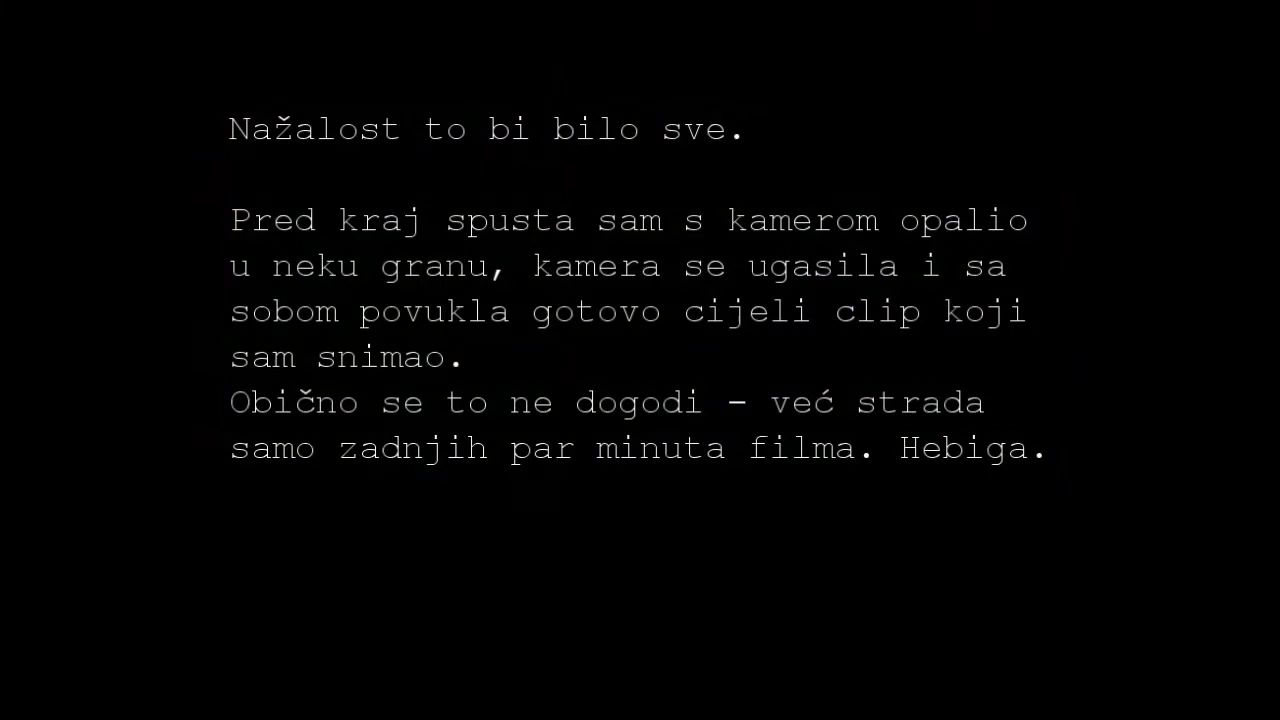 Nažalost to bi bilo sve.
Pred kraj spusta sam s kamerom opalio
u neku granu, kamera se ugasila i sa
sobom povukla gotovo cijeli clip koji
sam snimao.
Obično se to ne dogodi - već strada
samo zadnjih par minuta filma. Hebiga.